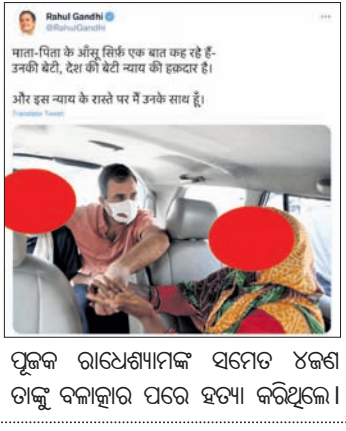 Rahul Gandhi
@RahulGandhi
माता-पिता के आँसू सिर्फ़ एक बात कह रहे हैं-
उनकी बेटी, देश की बेटी न्याय की हक़दार है।
और इस न्याय के रास्ते पर मैं उनके साथ हूँ।
Translate Tweet
ପୂଜକ ରାଧେଶ୍ୟାମଙ୍କ ସମେତ ୪ଜଣ
ତାଙ୍କୁ ବଳାତ୍କାର ପରେ ହତ୍ୟା କରିଥିଲେ।